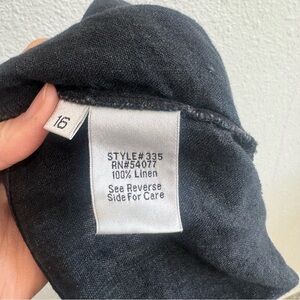 16
STYLE# 335
RN#54077
100% Linen
See Reverse
Side For Care